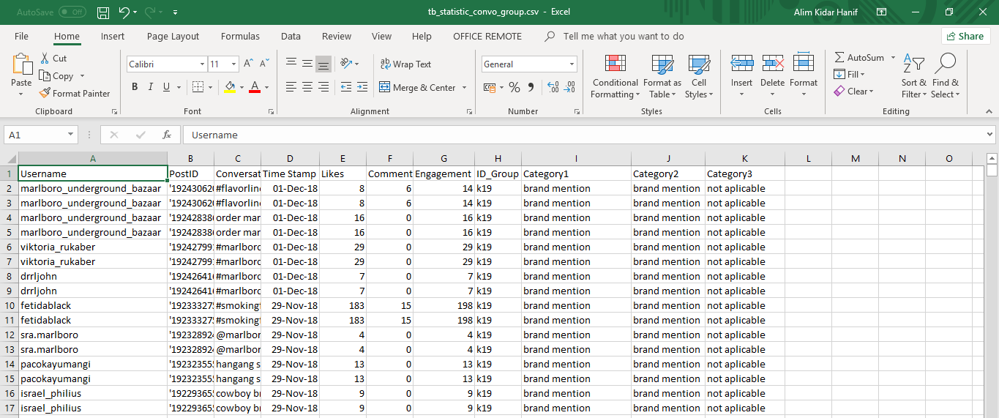 AutoSave Off tb_statistic_convo_group.csv - Excel Alim Kidar Hanif
File Home Insert Page Layout Formulas Data Review View Help OFFICE REMOTE Tell me what you want to do Share
Paste Cut Copy Format Painter Clipboard
Calibri 11 A A B I U A Font
ab Wrap Text Merge & Center Alignment
General % Number
Conditional Formatting Format as Table Cell Styles Styles
Insert Delete Format Cells
AutoSum Fill Clear Sort & Filter Find & Select Editing
A1 fx Username
A B C D E F G H I J K L M N O
1 Username PostID Conversat Time Stamp Likes Comment Engagement ID_Group Category1 Category2 Category3
2 marlboro_underground_bazaar '19243062 #flavorline 01-Dec-18 8 6 14 k19 brand mention brand mention not aplicable
3 marlboro_underground_bazaar '19243062 #flavorline 01-Dec-18 8 6 14 k19 brand mention brand mention not aplicable
4 marlboro_underground_bazaar '19242838 order mar 01-Dec-18 16 0 16 k19 brand mention brand mention not aplicable
5 marlboro_underground_bazaar '19242838 order mar 01-Dec-18 16 0 16 k19 brand mention brand mention not aplicable
6 viktoria_rukaber '19242799 #marlboro 01-Dec-18 29 0 29 k19 brand mention brand mention not aplicable
7 viktoria_rukaber '19242799 #marlboro 01-Dec-18 29 0 29 k19 brand mention brand mention not aplicable
8 drrljohn '19242641 #marlboro 01-Dec-18 7 0 7 k19 brand mention brand mention not aplicable
9 drrljohn '19242641 #marlboro 01-Dec-18 7 0 7 k19 brand mention brand mention not aplicable
10 fetidablack '19233327 #smoking 29-Nov-18 183 15 198 k19 brand mention brand mention not aplicable
11 fetidablack '19233327 #smoking 29-Nov-18 183 15 198 k19 brand mention brand mention not aplicable
12 sra.marlboro '19232892 @marlbor 29-Nov-18 4 0 4 k19 brand mention brand mention not aplicable
13 sra.marlboro '19232892 @marlbor 29-Nov-18 4 0 4 k19 brand mention brand mention not aplicable
14 pacokayumangi '19232355 hangang s 29-Nov-18 13 0 13 k19 brand mention brand mention not aplicable
15 pacokayumangi '19232355 hangang s 29-Nov-18 13 0 13 k19 brand mention brand mention not aplicable
16 israel_philius '19229365 cowboy b 29-Nov-18 9 0 9 k19 brand mention brand mention not aplicable
17 israel_philius '19229365 cowboy b 29-Nov-18 9 0 9 k19 brand mention brand mention not aplicable